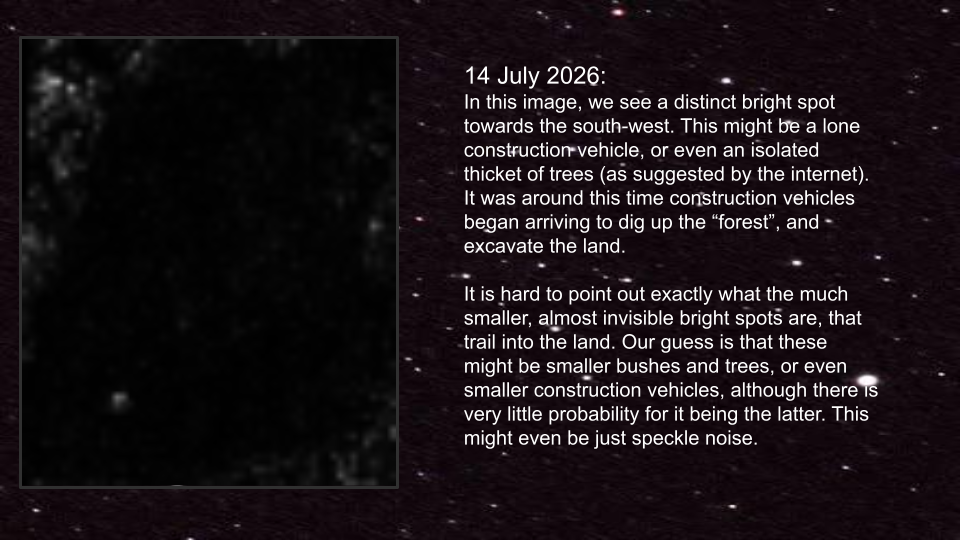 14 July 2026:
In this image, we see a distinct bright spot
towards the south-west. This might be a lone
construction vehicle, or even an isolated
thicket of trees (as suggested by the internet).
It was around this time construction vehicles
began arriving to dig up the “forest”, and
excavate the land.
It is hard to point out exactly what the much
smaller, almost invisible bright spots are, that
trail into the land. Our guess is that these
might be smaller bushes and trees, or even
smaller construction vehicles, although there is
very little probability for it being the latter. This
might even be just speckle noise.